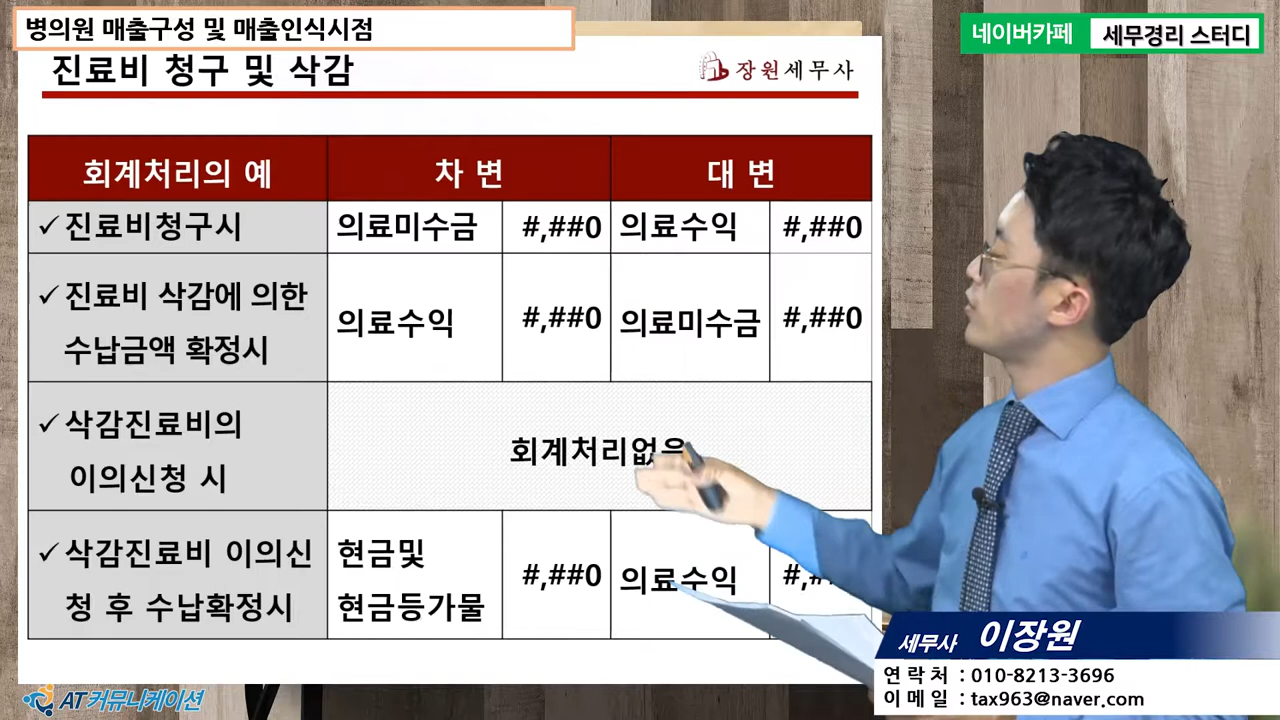 병의원 매출구성 및 매출인식시점
네이버카페 세무경리 스터디
진료비 청구 및 삭감
장원세무사
회계처리의 예 차 변 대 변
✓진료비청구시 의료미수금 #,##0 의료수익 #,##0
✓진료비 삭감에 의한
수납금액 확정시
의료수익 #,##0 의료미수금 #,##0
✓삭감진료비의
이의신청 시
회계처리없음
✓삭감진료비 이의신
청 후 수납확정시
현금및
현금등가물
#,##0 의료수익
세무사 이장원
연 락 처 : 010-8213-3696
이 메 일 : tax963@naver.com
AT커뮤니케이션